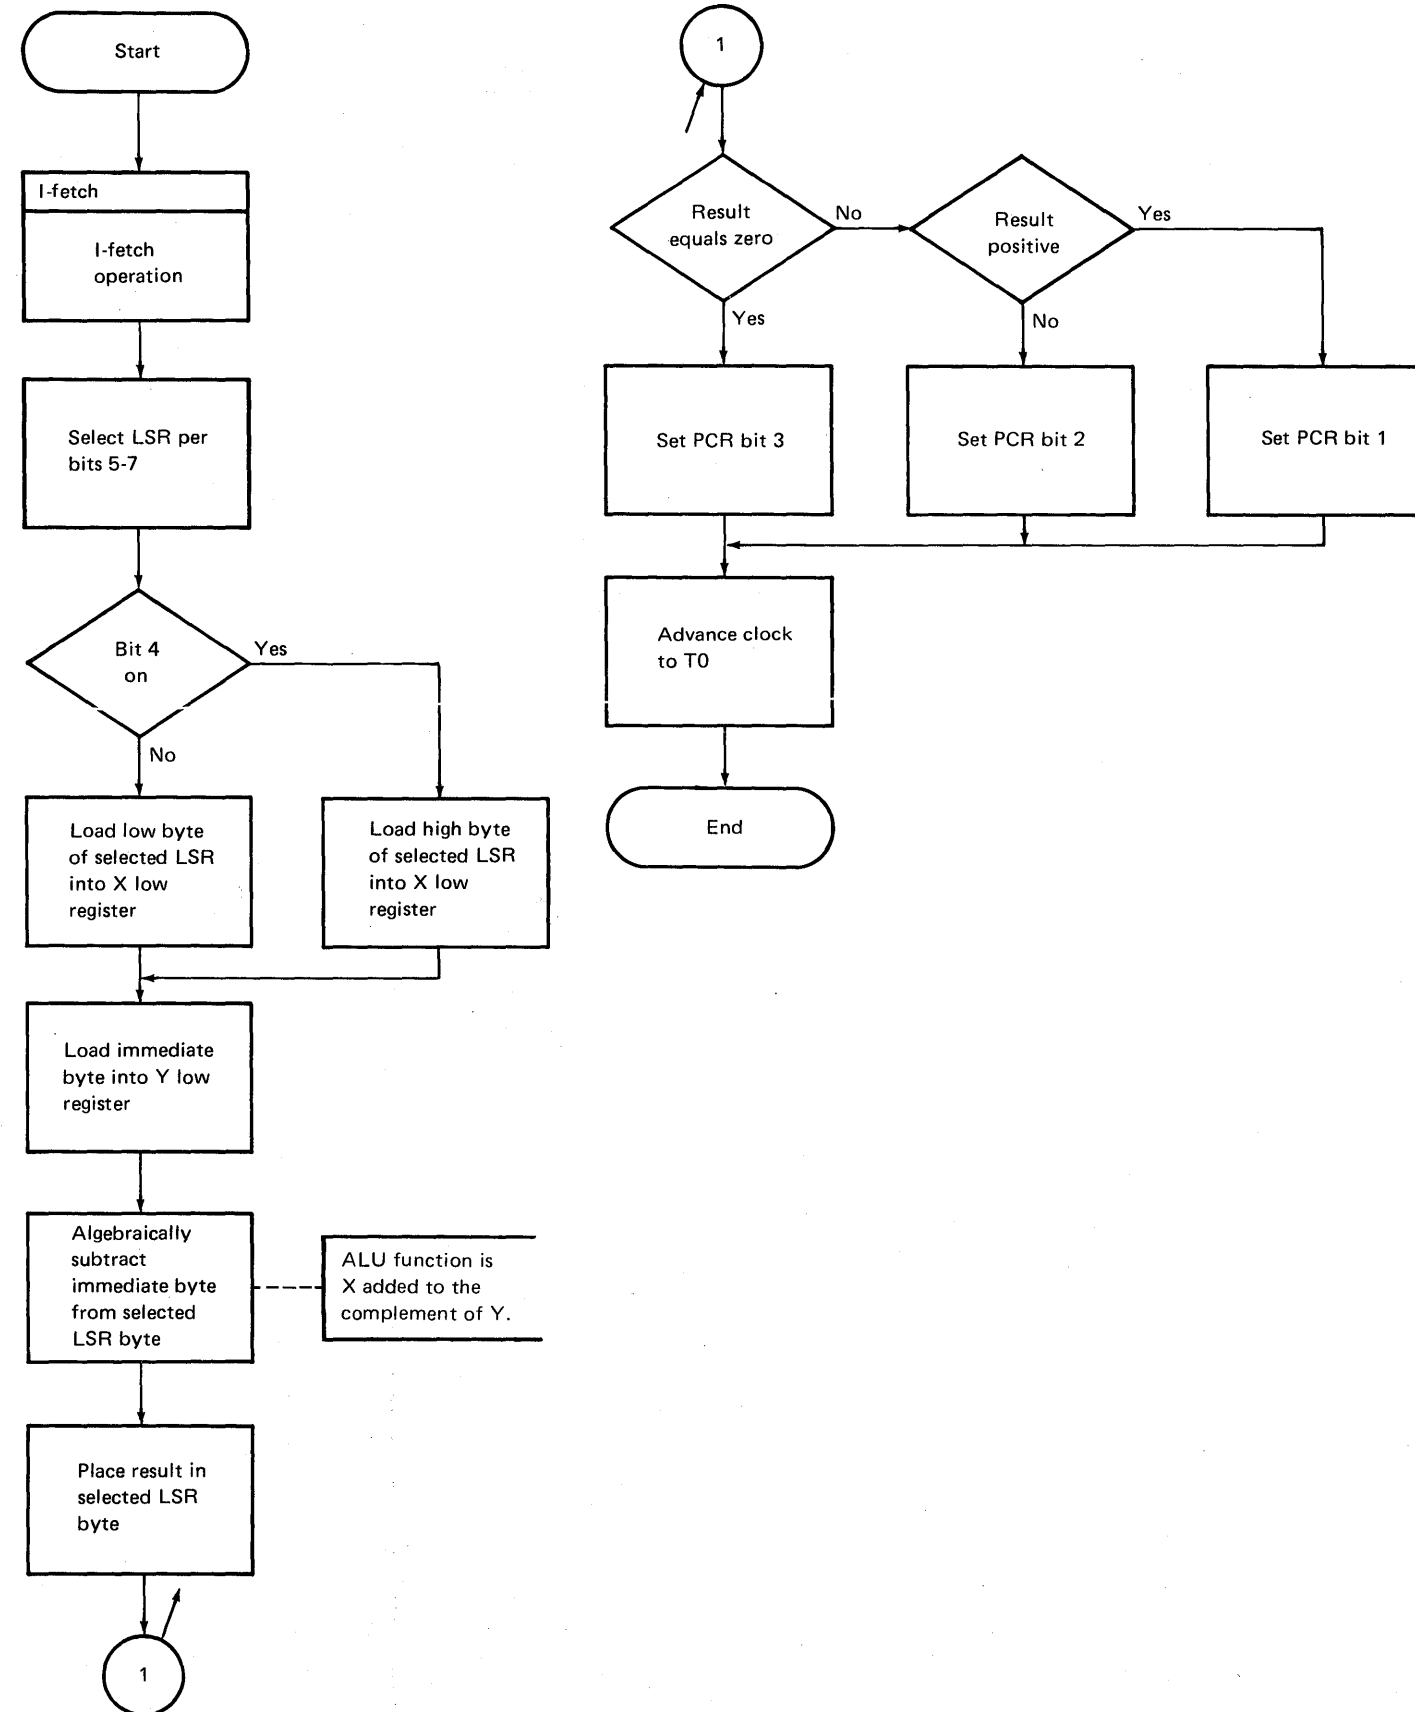 Start
I-fetch
I-fetch
operation
Select LSR per
bits 5-7
Bit 4
on
Yes
No
Load low byte
of selected LSR
into X low
register
Load high byte
of selected LSR
into X low
register
Load immediate
byte into Y low
register
Algebraically
subtract
immediate byte
from selected
LSR byte
ALU function is
X added to the
complement of Y.
Place result in
selected LSR
byte
1
1
Result
equals zero
No
Yes
Result
positive
Yes
No
Set PCR bit 3
Set PCR bit 2
Set PCR bit 1
Advance clock
to T0
End